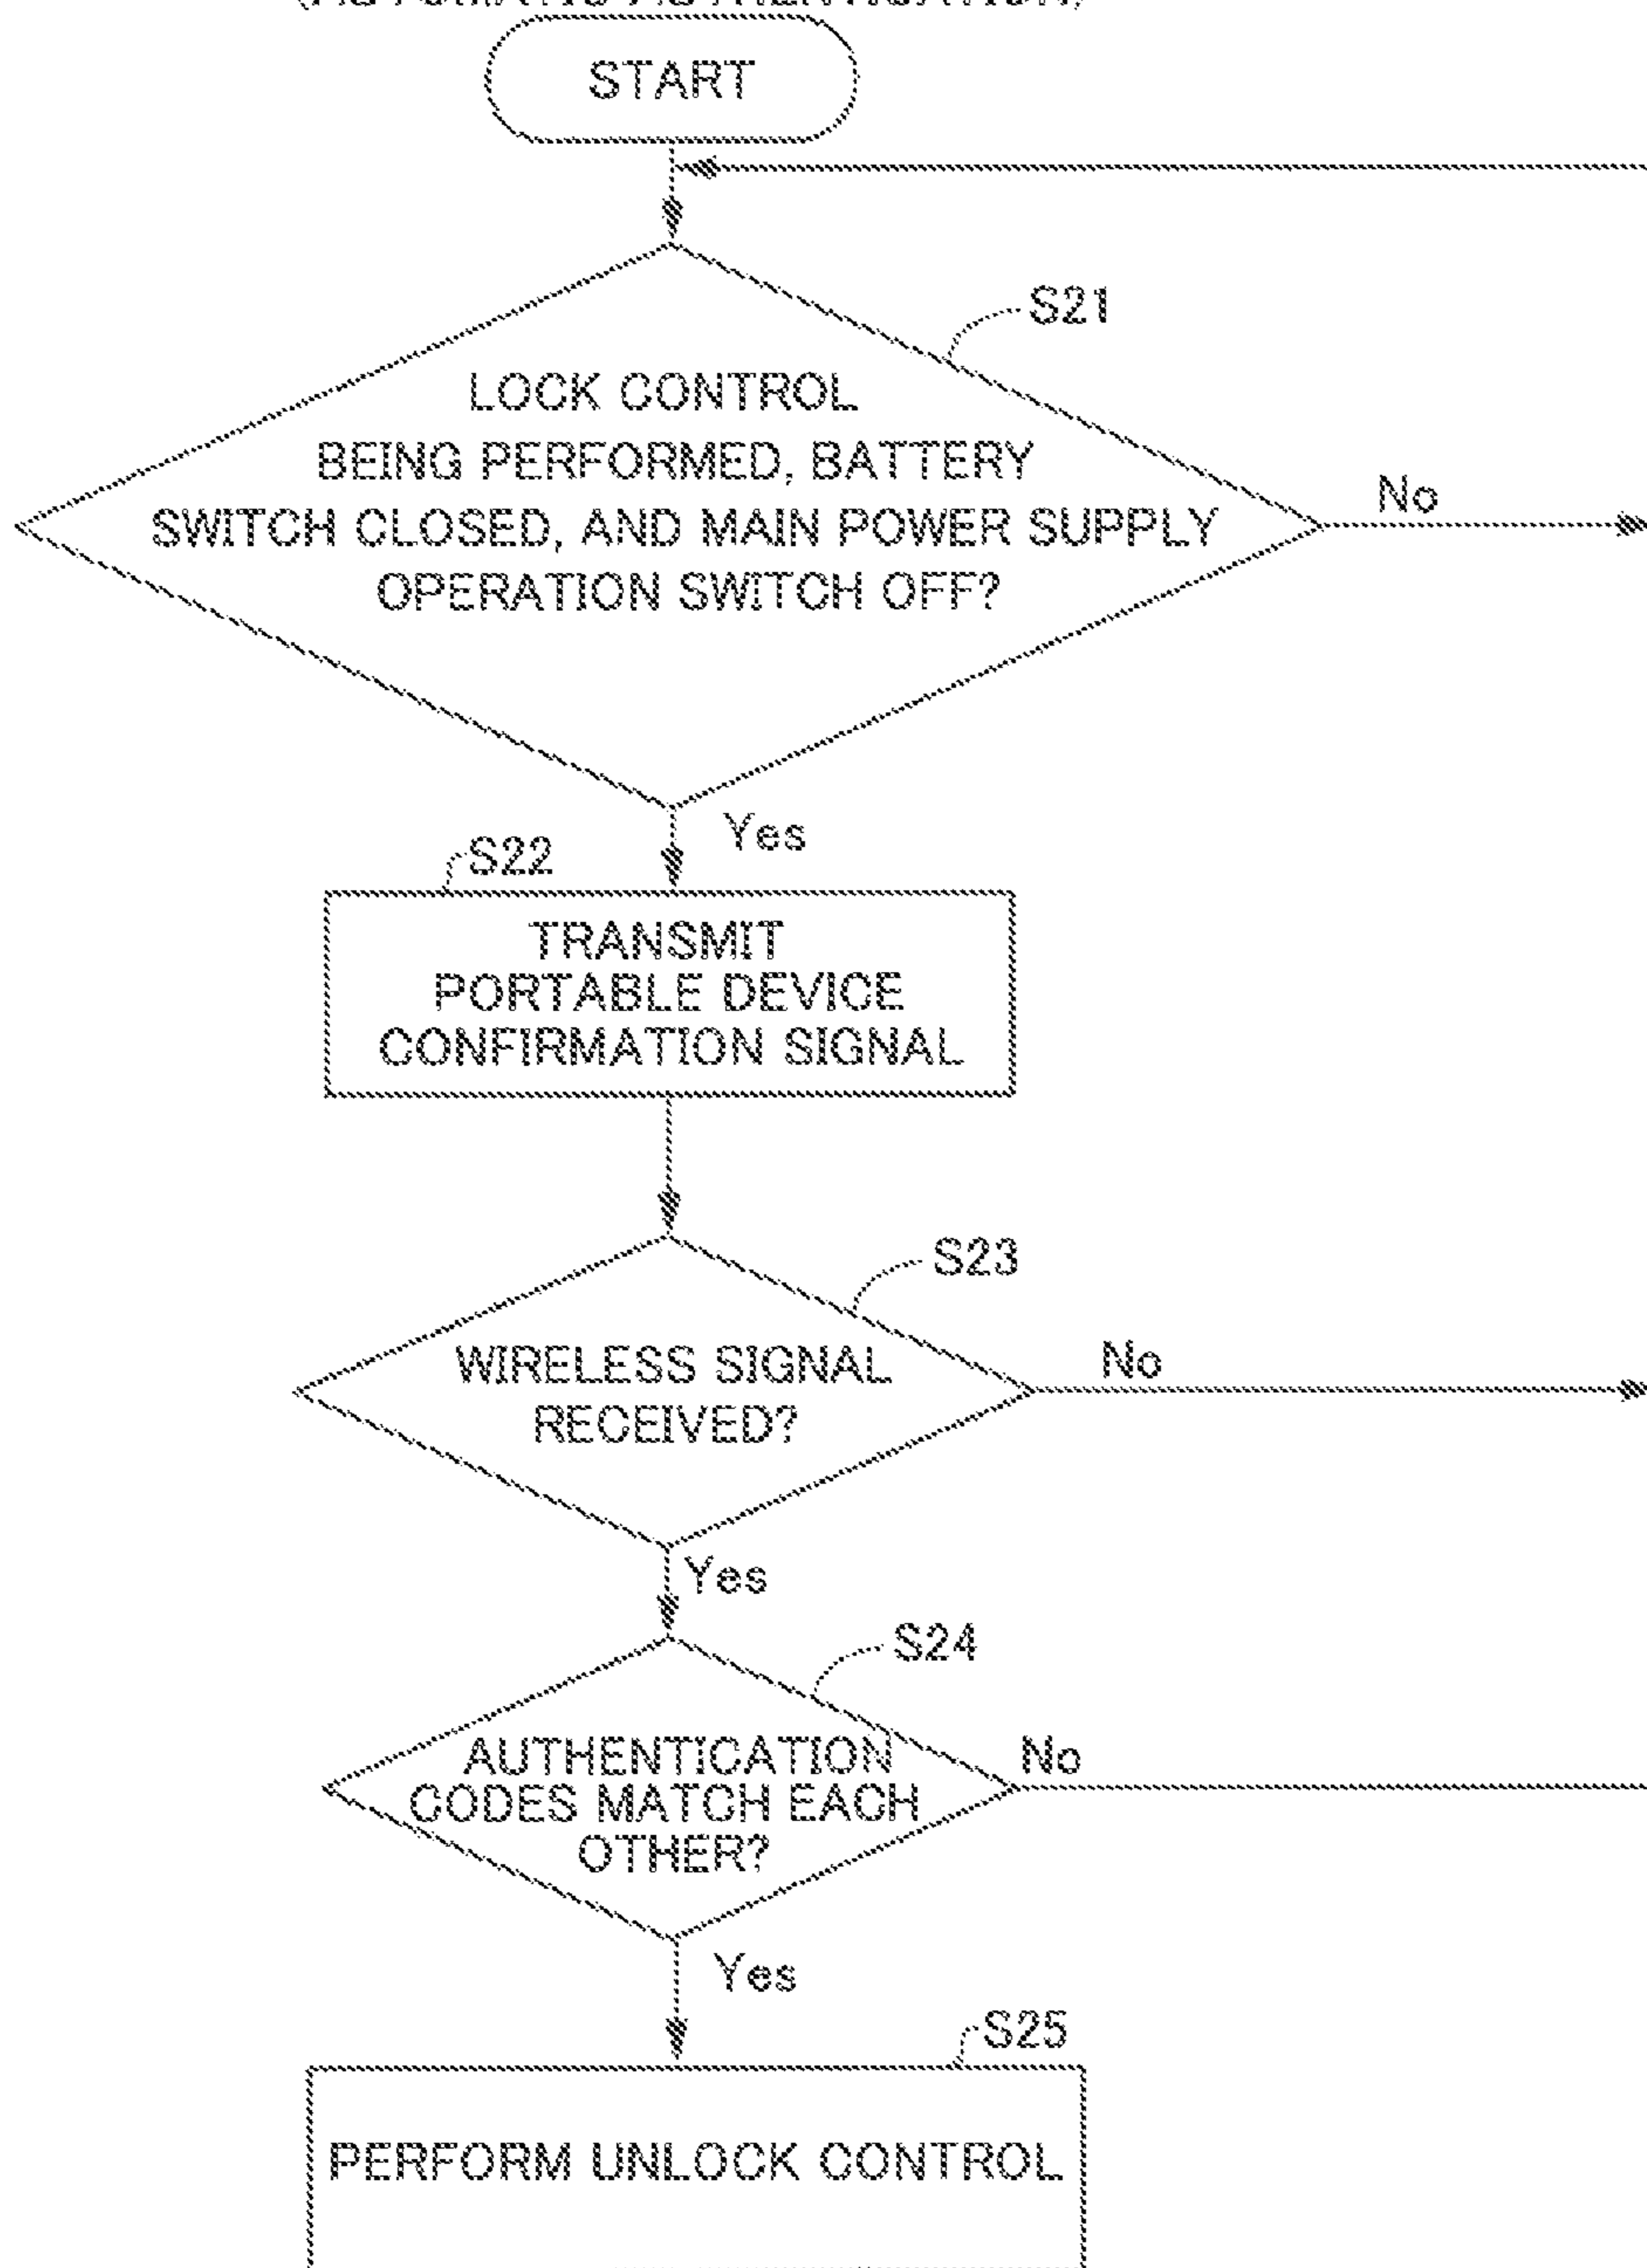 START
S21
LOCK CONTROL
BEING PERFORMED, BATTERY
SWITCH CLOSED, AND MAIN POWER SUPPLY
OPERATION SWITCH OFF?
No
Yes
S22
TRANSMIT
PORTABLE DEVICE
CONFIRMATION SIGNAL
S23
WIRELESS SIGNAL
RECEIVED?
No
Yes
S24
AUTHENTICATION
CODES MATCH EACH
OTHER?
No
Yes
S25
PERFORM UNLOCK CONTROL